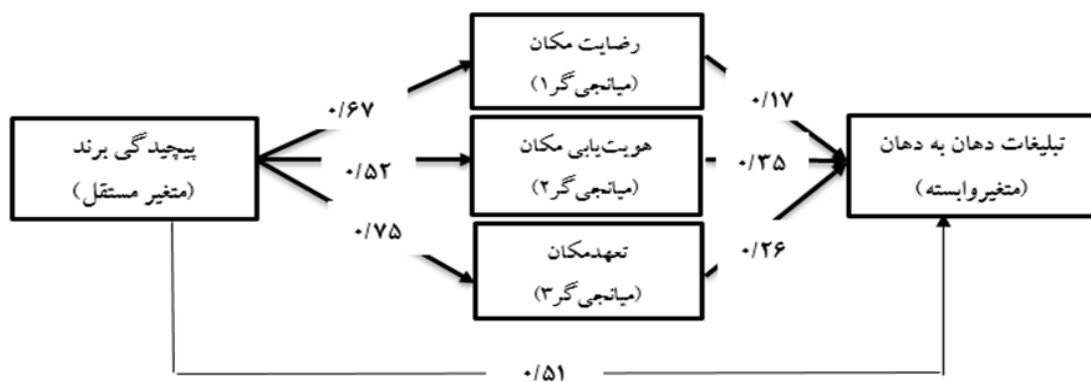 رضایت مکان
(میانجی‌گر۱)
۰/۶۷
۰/۱۷
پیچیدگی برند
(متغیر مستقل)
هویت‌یابی مکان
(میانجی‌گر۲)
تبلیغات دهان به دهان
(متغیروابسته)
۰/۵۲
۰/۳۵
۰/۷۵
تعهدمکان
(میانجی‌گر۳)
۰/۲۶
۰/۵۱